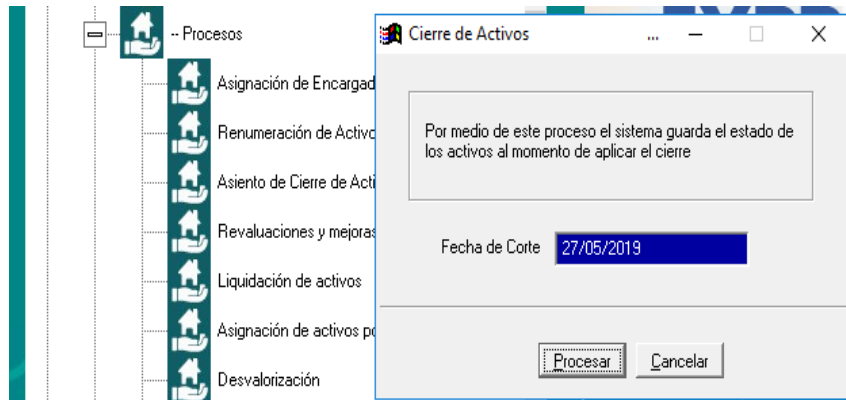 -- Procesos
Asignación de Encargad
Renumeración de Activo
Asiento de Cierre de Acti
Revaluaciones y mejoras
Liquidación de activos
Asignación de activos po
Desvalorización
Cierre de Activos ...
Por medio de este proceso el sistema guarda el estado de
los activos al momento de aplicar el cierre
Fecha de Corte 27/05/2019
Procesar Cancelar